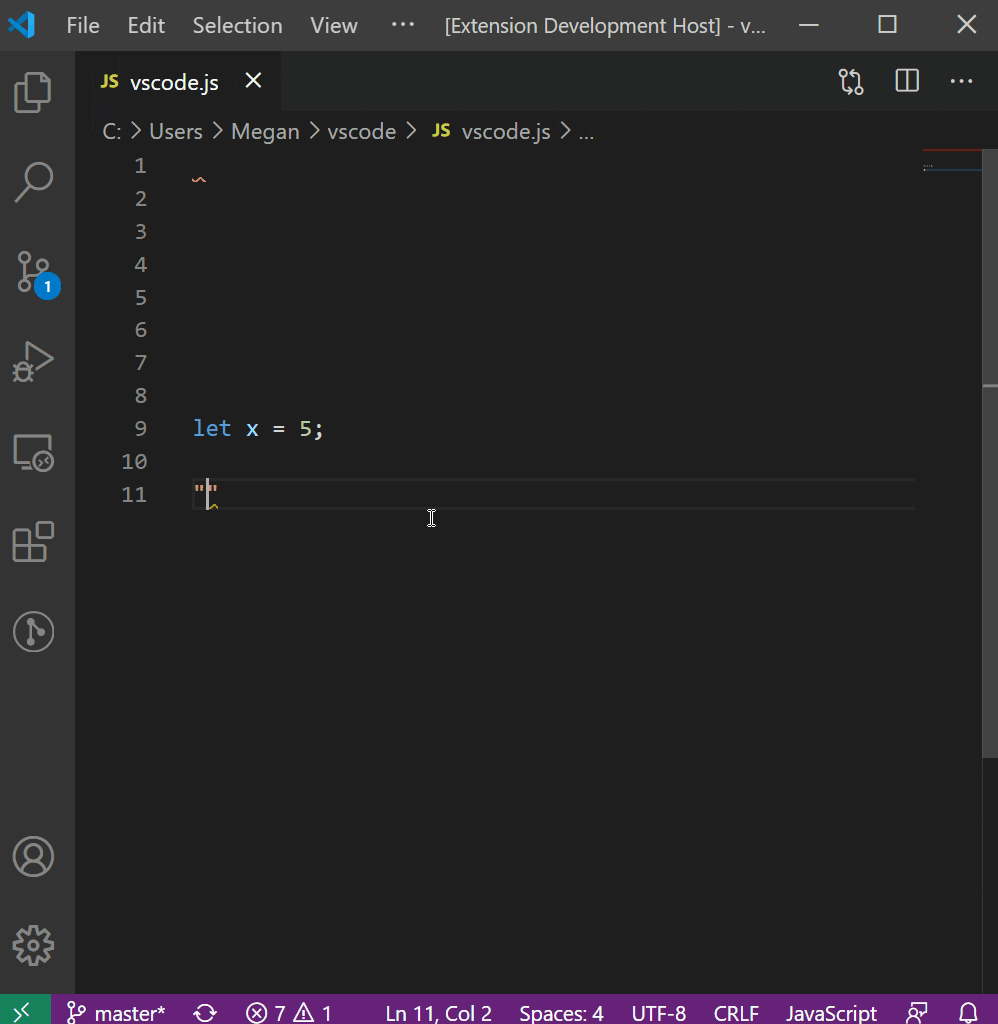 File Edit Selection View ··· [Extension Development Host] - v...
JS vscode.js
C: > Users > Megan > vscode > JS vscode.js > ...
1
2
3
4
5
6
7
8
9 let x = 5;
10
11 ""
1
master* 7 1 Ln 11, Col 2 Spaces: 4 UTF-8 CRLF JavaScript